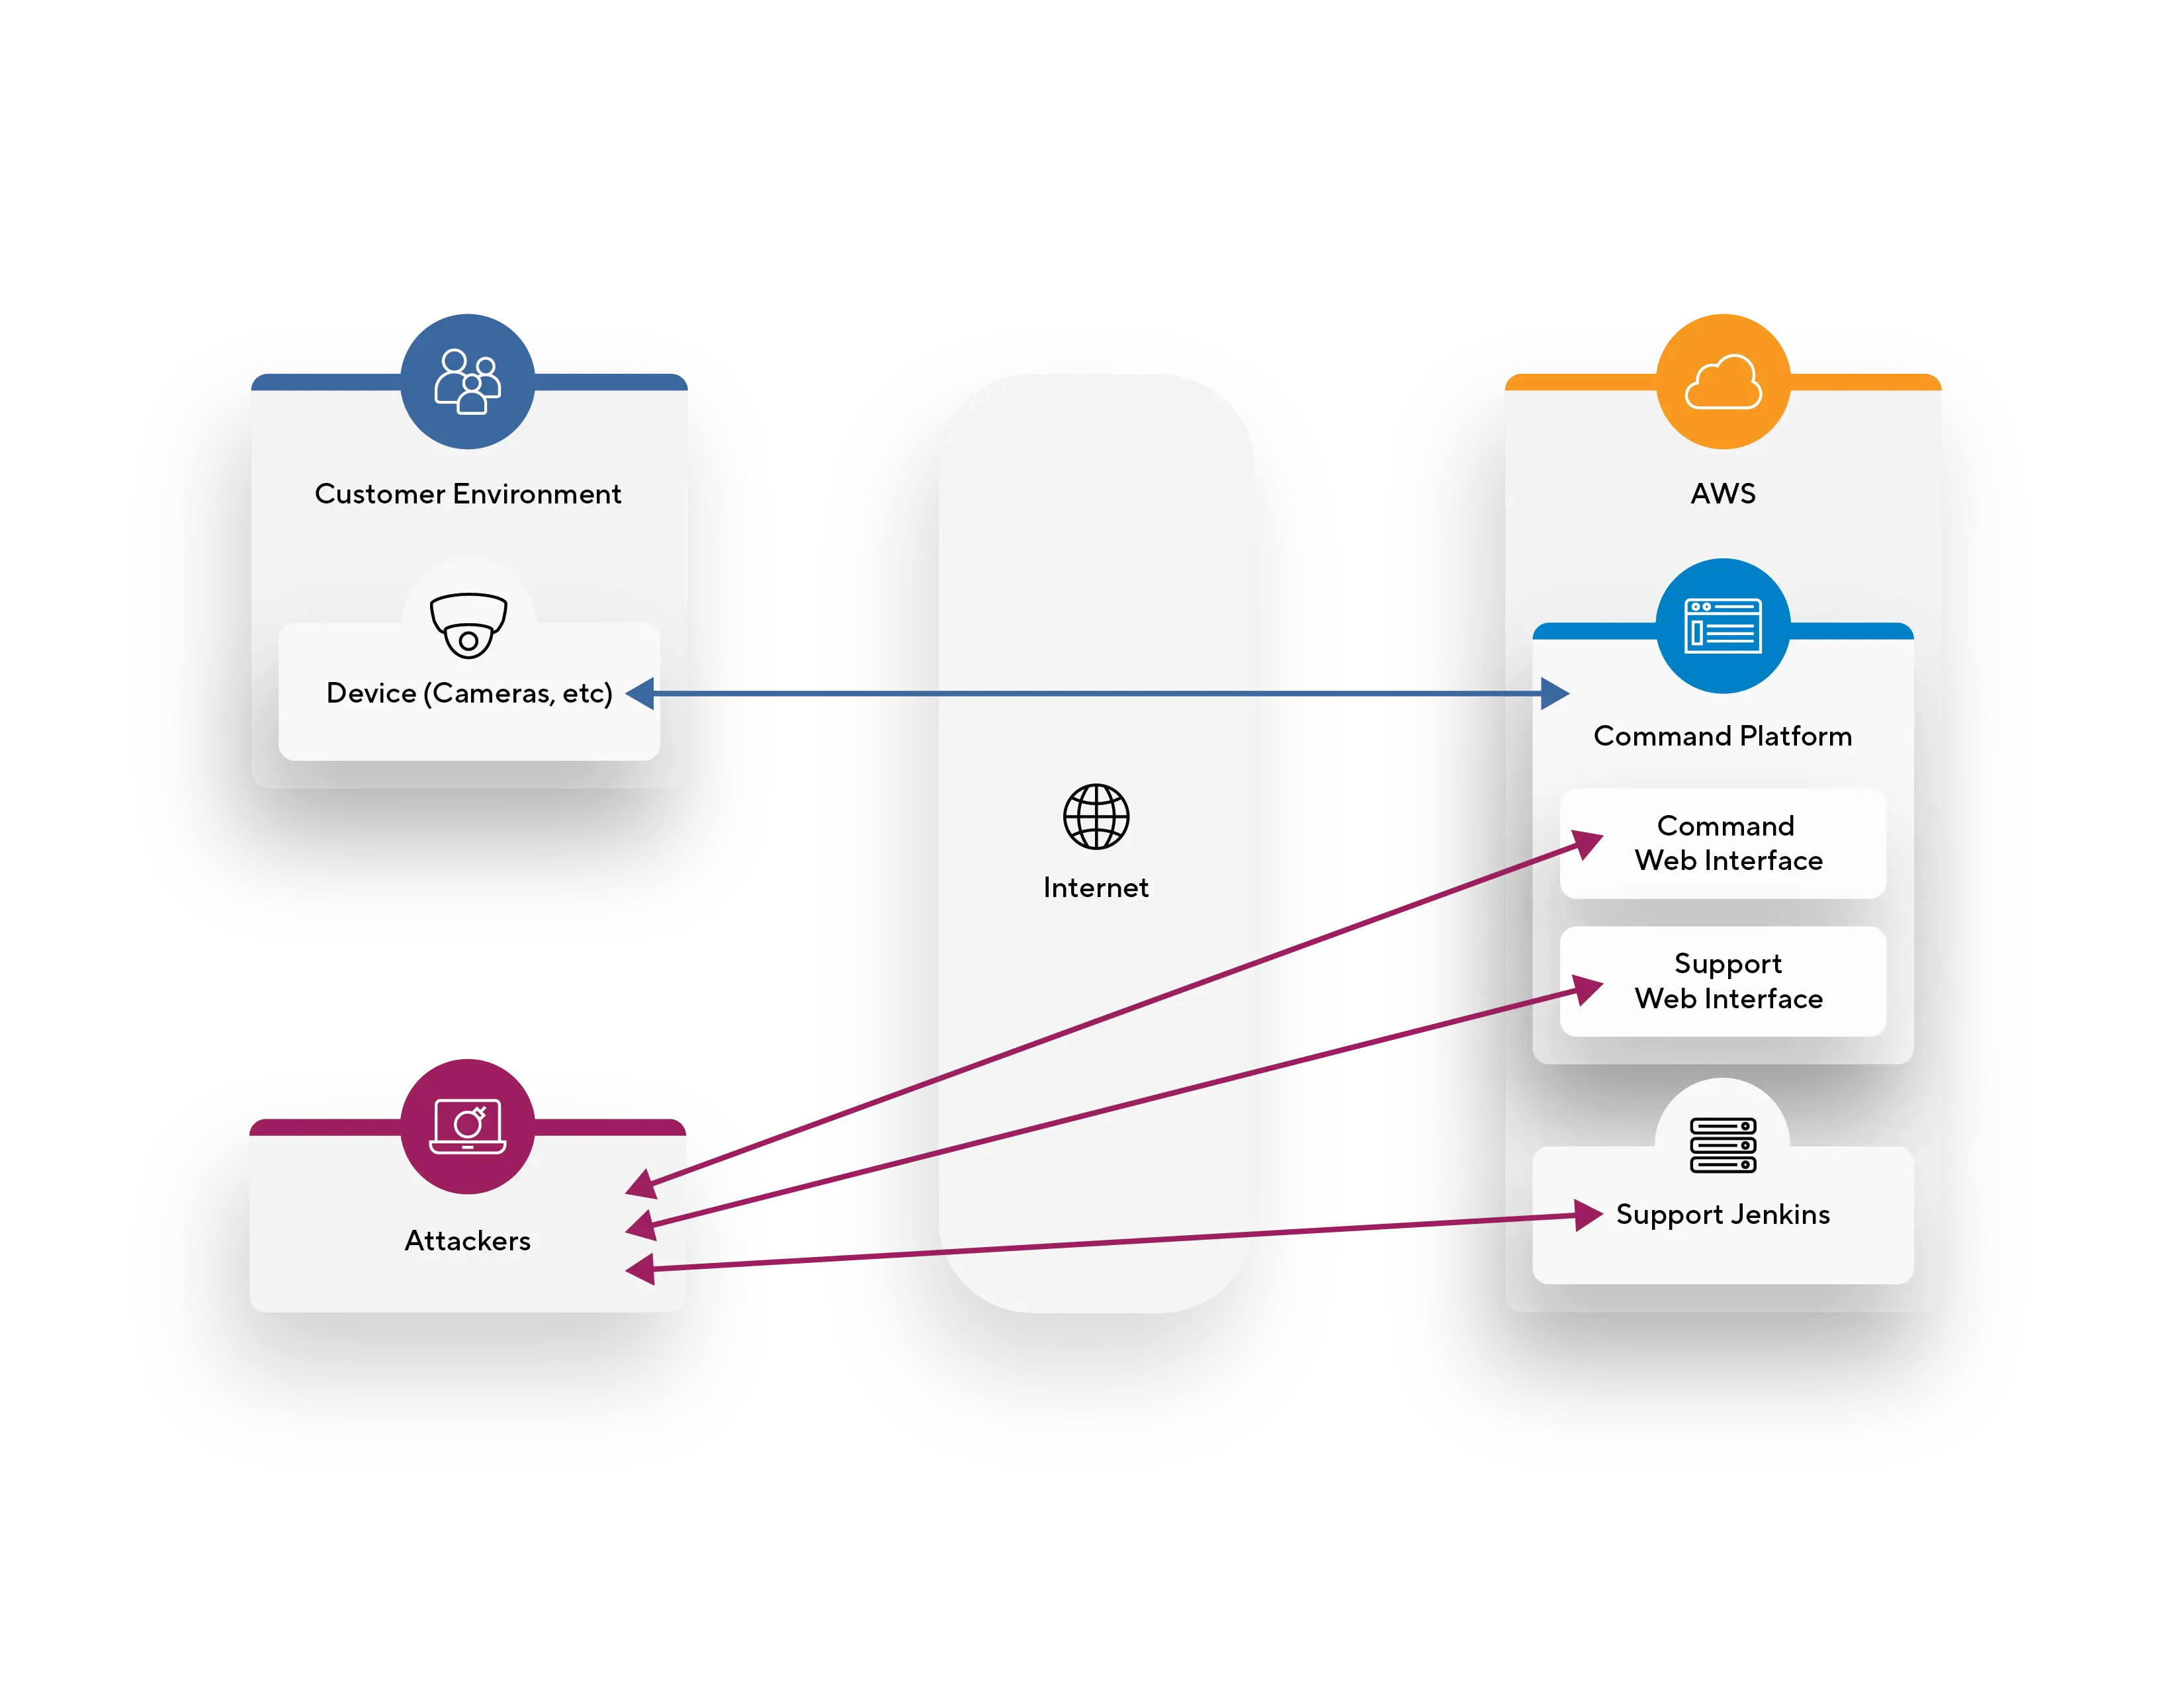 Customer Environment
Device (Cameras, etc)
Attackers
Internet
AWS
Command Platform
Command
Web Interface
Support
Web Interface
Support Jenkins